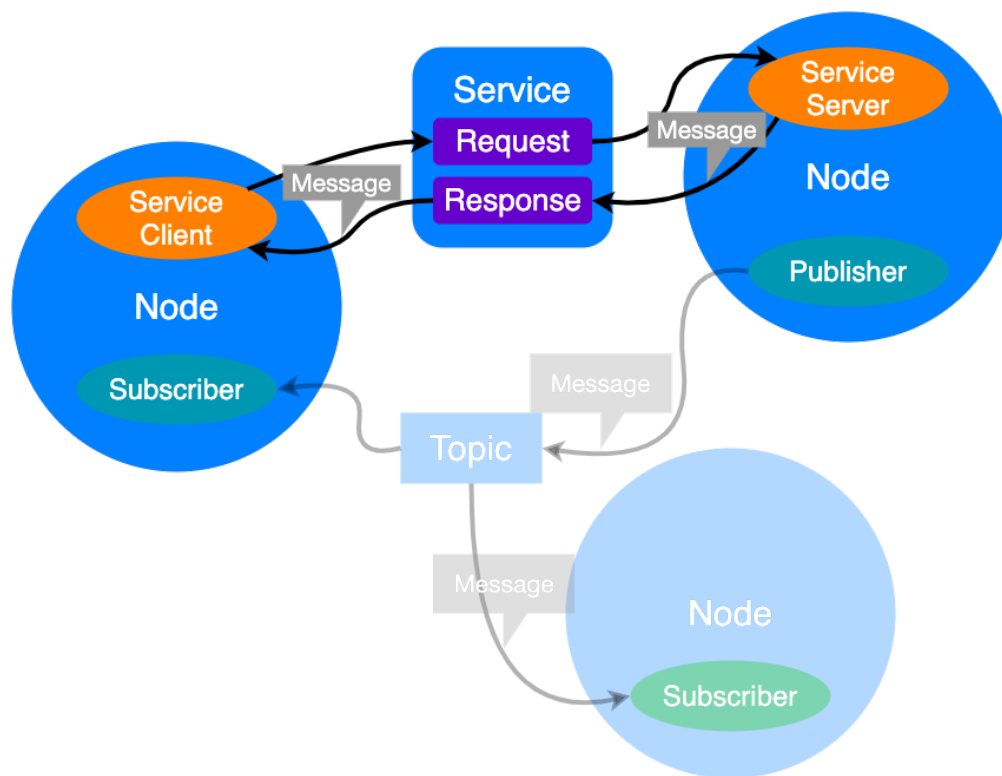 Service
Request
Response
Message
Message
Service
Server
Node
Publisher
Service
Client
Node
Subscriber
Message
Topic
Message
Node
Subscriber